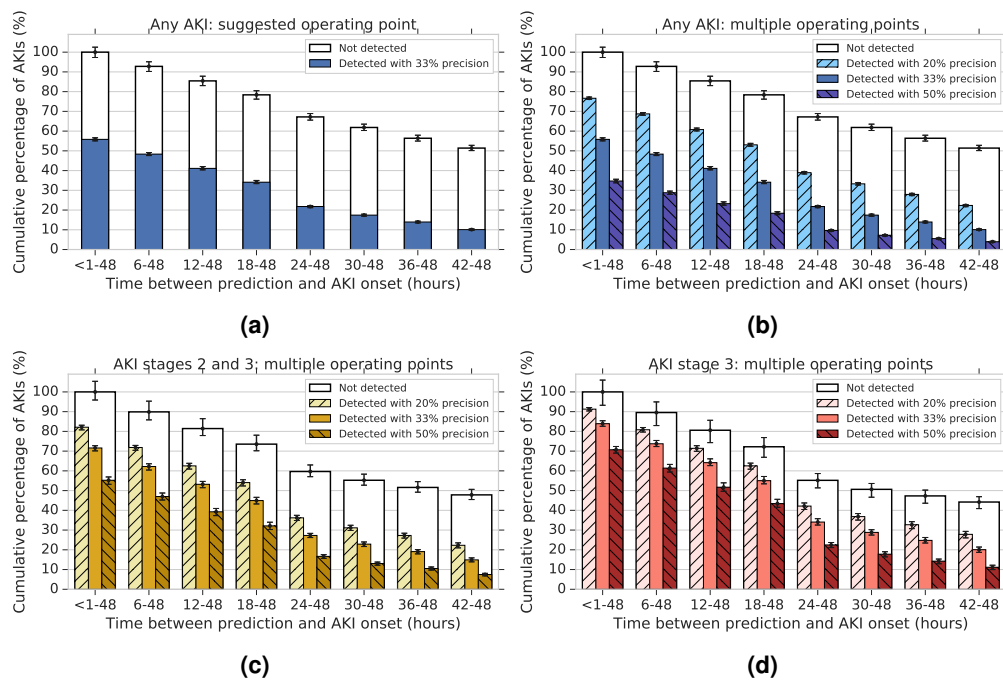 Any AKI: suggested operating point
Cumulative percentage of AKIs (%)
100
90
80
70
60
50
40
30
20
10
0
Not detected
Detected with 33% precision
<1-48 6-48 12-48 18-48 24-48 30-48 36-48 42-48
Time between prediction and AKI onset (hours)
(a)
Any AKI: multiple operating points
Cumulative percentage of AKIs (%)
100
90
80
70
60
50
40
30
20
10
0
Not detected
Detected with 20% precision
Detected with 33% precision
Detected with 50% precision
<1-48 6-48 12-48 18-48 24-48 30-48 36-48 42-48
Time between prediction and AKI onset (hours)
(b)
AKI stages 2 and 3: multiple operating points
Cumulative percentage of AKIs (%)
100
90
80
70
60
50
40
30
20
10
0
Not detected
Detected with 20% precision
Detected with 33% precision
Detected with 50% precision
<1-48 6-48 12-48 18-48 24-48 30-48 36-48 42-48
Time between prediction and AKI onset (hours)
(c)
AKI stage 3: multiple operating points
Cumulative percentage of AKIs (%)
100
90
80
70
60
50
40
30
20
10
0
Not detected
Detected with 20% precision
Detected with 33% precision
Detected with 50% precision
<1-48 6-48 12-48 18-48 24-48 30-48 36-48 42-48
Time between prediction and AKI onset (hours)
(d)